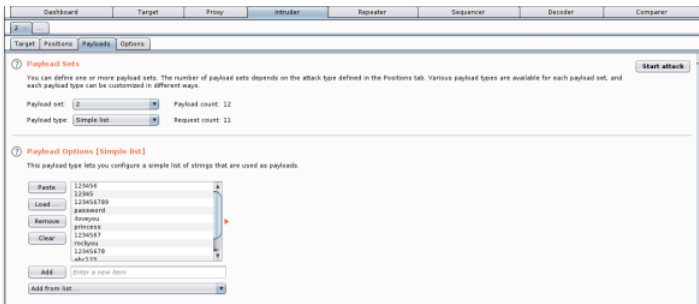 Dashboard Target Proxy Intruder Repeater Sequencer Decoder Comparer
2 ...
Target Positions Payloads Options
Payload Sets
Start attack
You can define one or more payload sets. The number of payload sets depends on the attack type defined in the Positions tab. Various payload types are available for each payload set, and
each payload type can be customized in different ways.
Payload set: 2 Payload count: 12
Payload type: Simple list Request count: 11
Payload Options [Simple list]
This payload type lets you configure a simple list of strings that are used as payloads.
Paste
Load ...
Remove
Clear
123456
12345
123456789
password
iloveyou
princess
1234567
rockyou
12345678
abc123
Add Enter a new item
Add from list ...